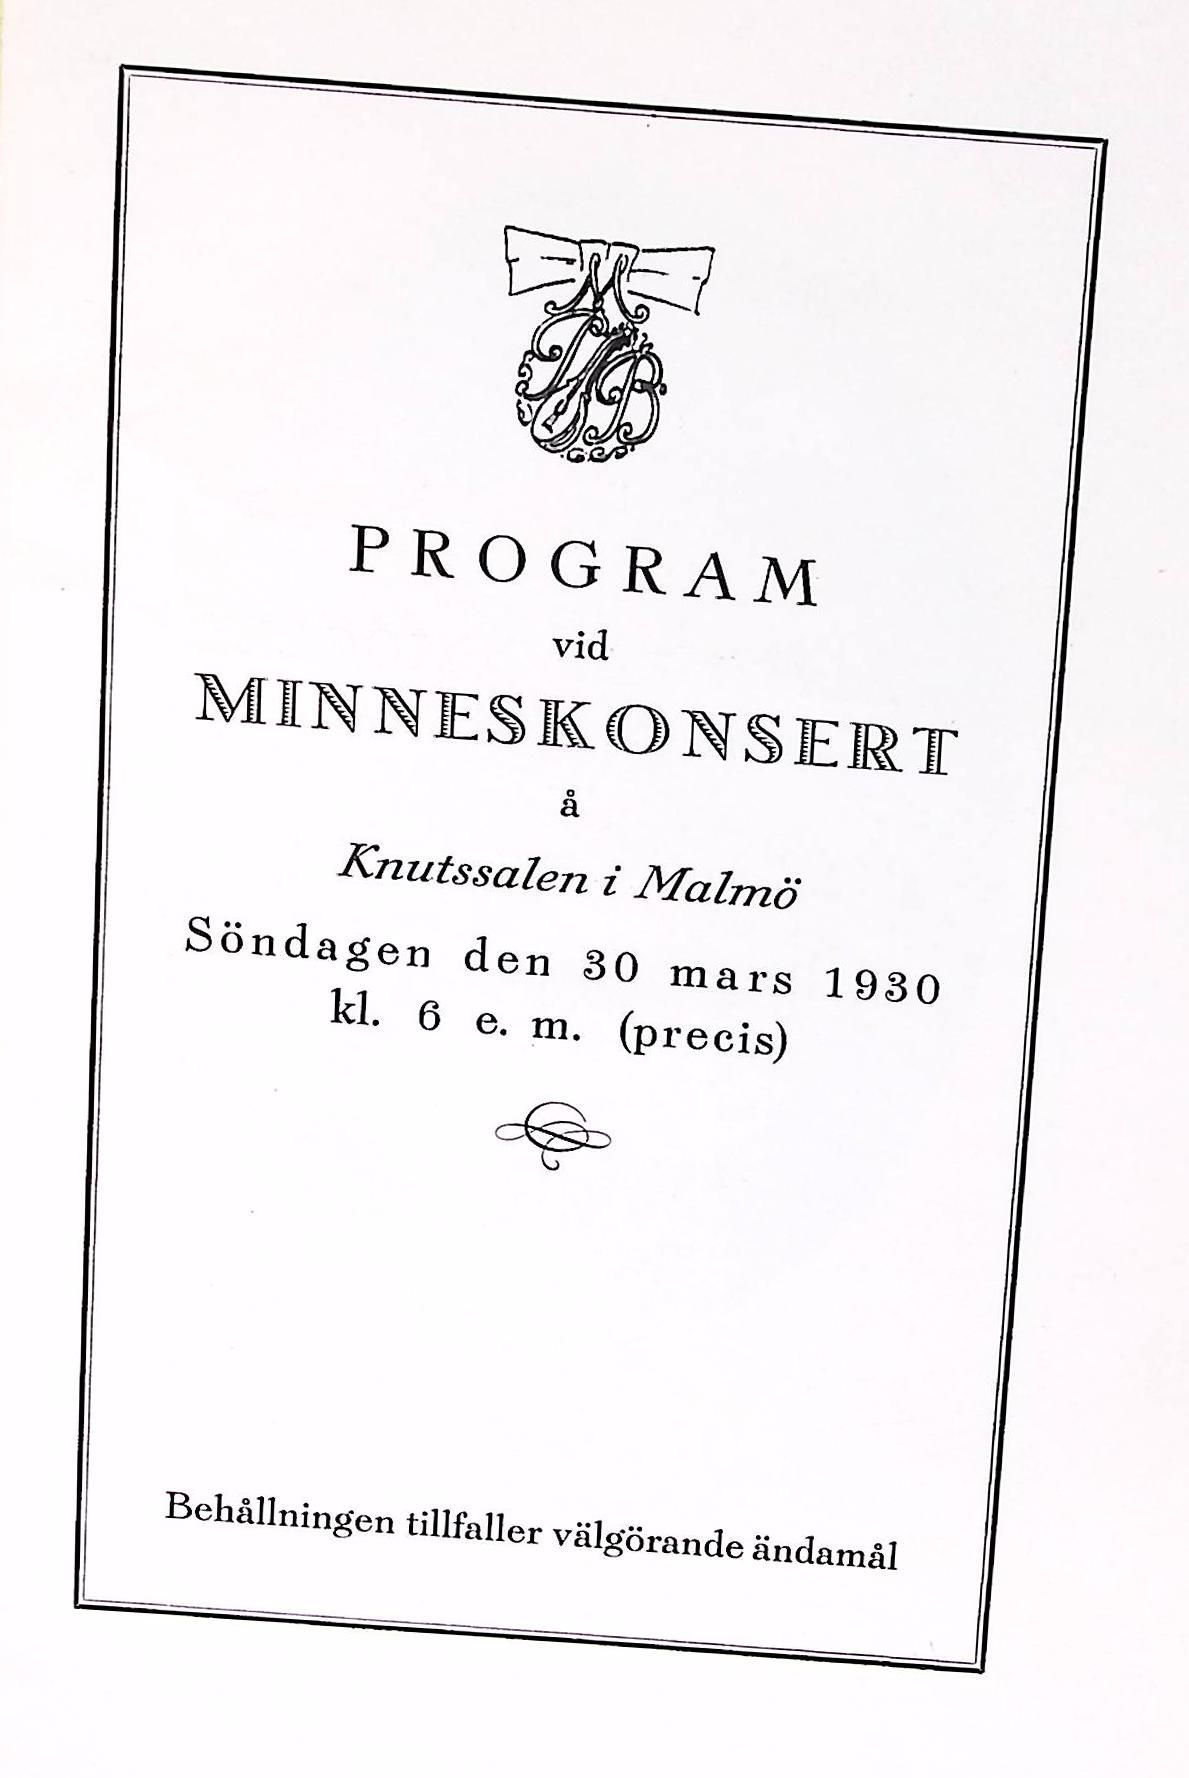 PROGRAM
vid
MINNESKONSERT
å
Knutssalen i Malmö
Söndagen den 30 mars 1930
kl. 6 e. m. (precis)
Behållningen tillfaller välgörande ändamål